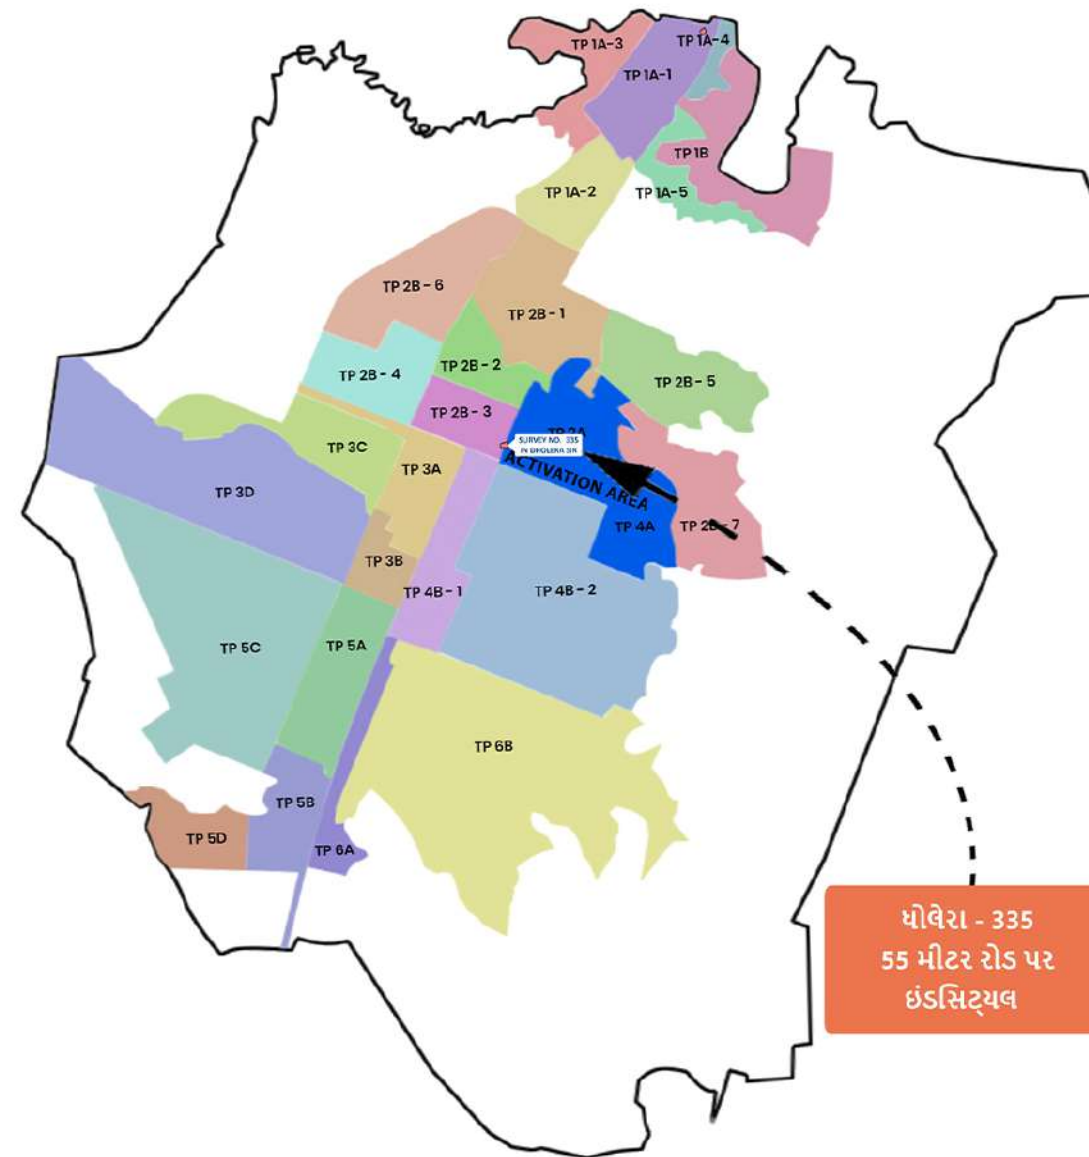 TP 1A-3
TP 1A-4
TP 1A-1
TP 1B
TP 1A-2
TP 1A-5
TP 2B - 6
TP 2B - 1
TP 2B - 2
TP 2B - 4
TP 2B - 5
TP 2B - 3
TP 2A
SURVEY NO. 335
IN DHOLERA SIR
ACTIVATION AREA
TP 3C
TP 3A
TP 3D
TP 4A
TP 2B - 7
TP 3B
TP 4B - 1
TP 4B - 2
TP 5C
TP 5A
TP 6B
TP 5B
TP 5D
TP 6A
ધોલેરા - 335
55 મીટર રોડ પર
ઇંડસિટ્યલ